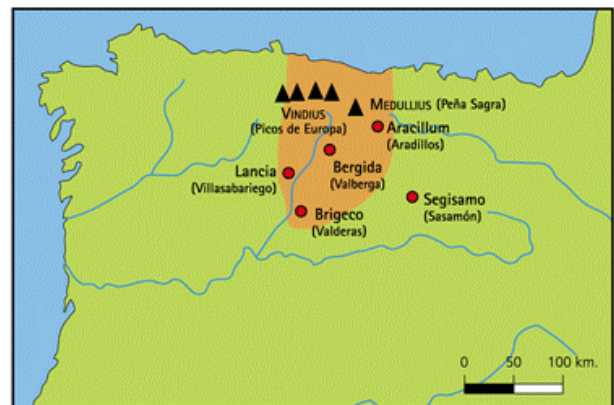 VINDIUS
(Picos de Europa)
MEDULLIUS (Peña Sagra)
Aracillum
(Aradillos)
Bergida
(Valberga)
Lancia
(Villasabariego)
Segisamo
(Sasamón)
Brigeco
(Valderas)
0 50 100 km.